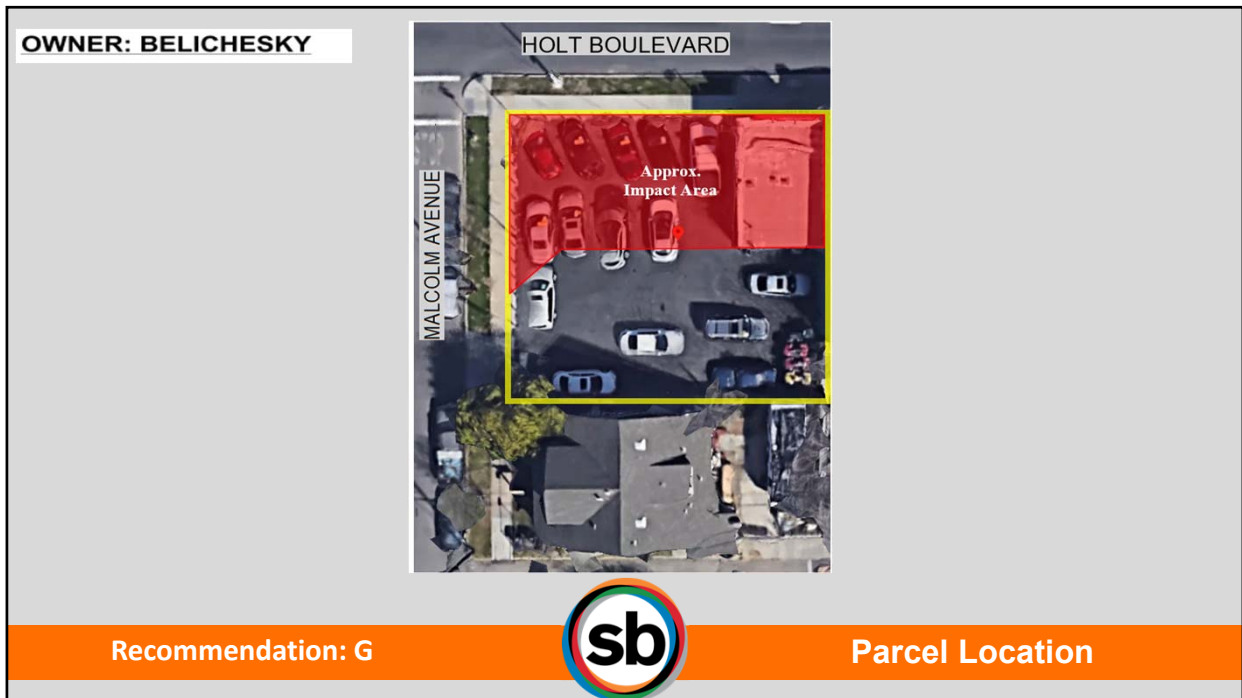 OWNER: BELICHESKY
HOLT BOULEVARD
MALCOLM AVENUE
Approx.
Impact Area
Recommendation: G
sb
Parcel Location